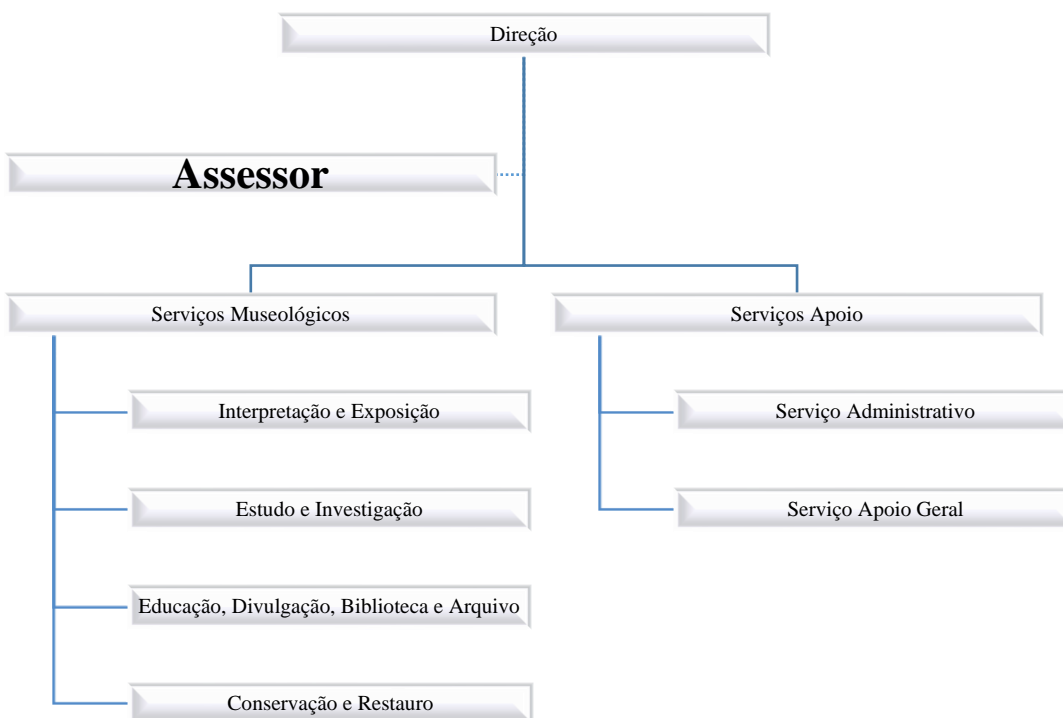 Direção
Assessor
Serviços Museológicos
Serviços Apoio
Interpretação e Exposição
Serviço Administrativo
Estudo e Investigação
Serviço Apoio Geral
Educação, Divulgação, Biblioteca e Arquivo
Conservação e Restauro